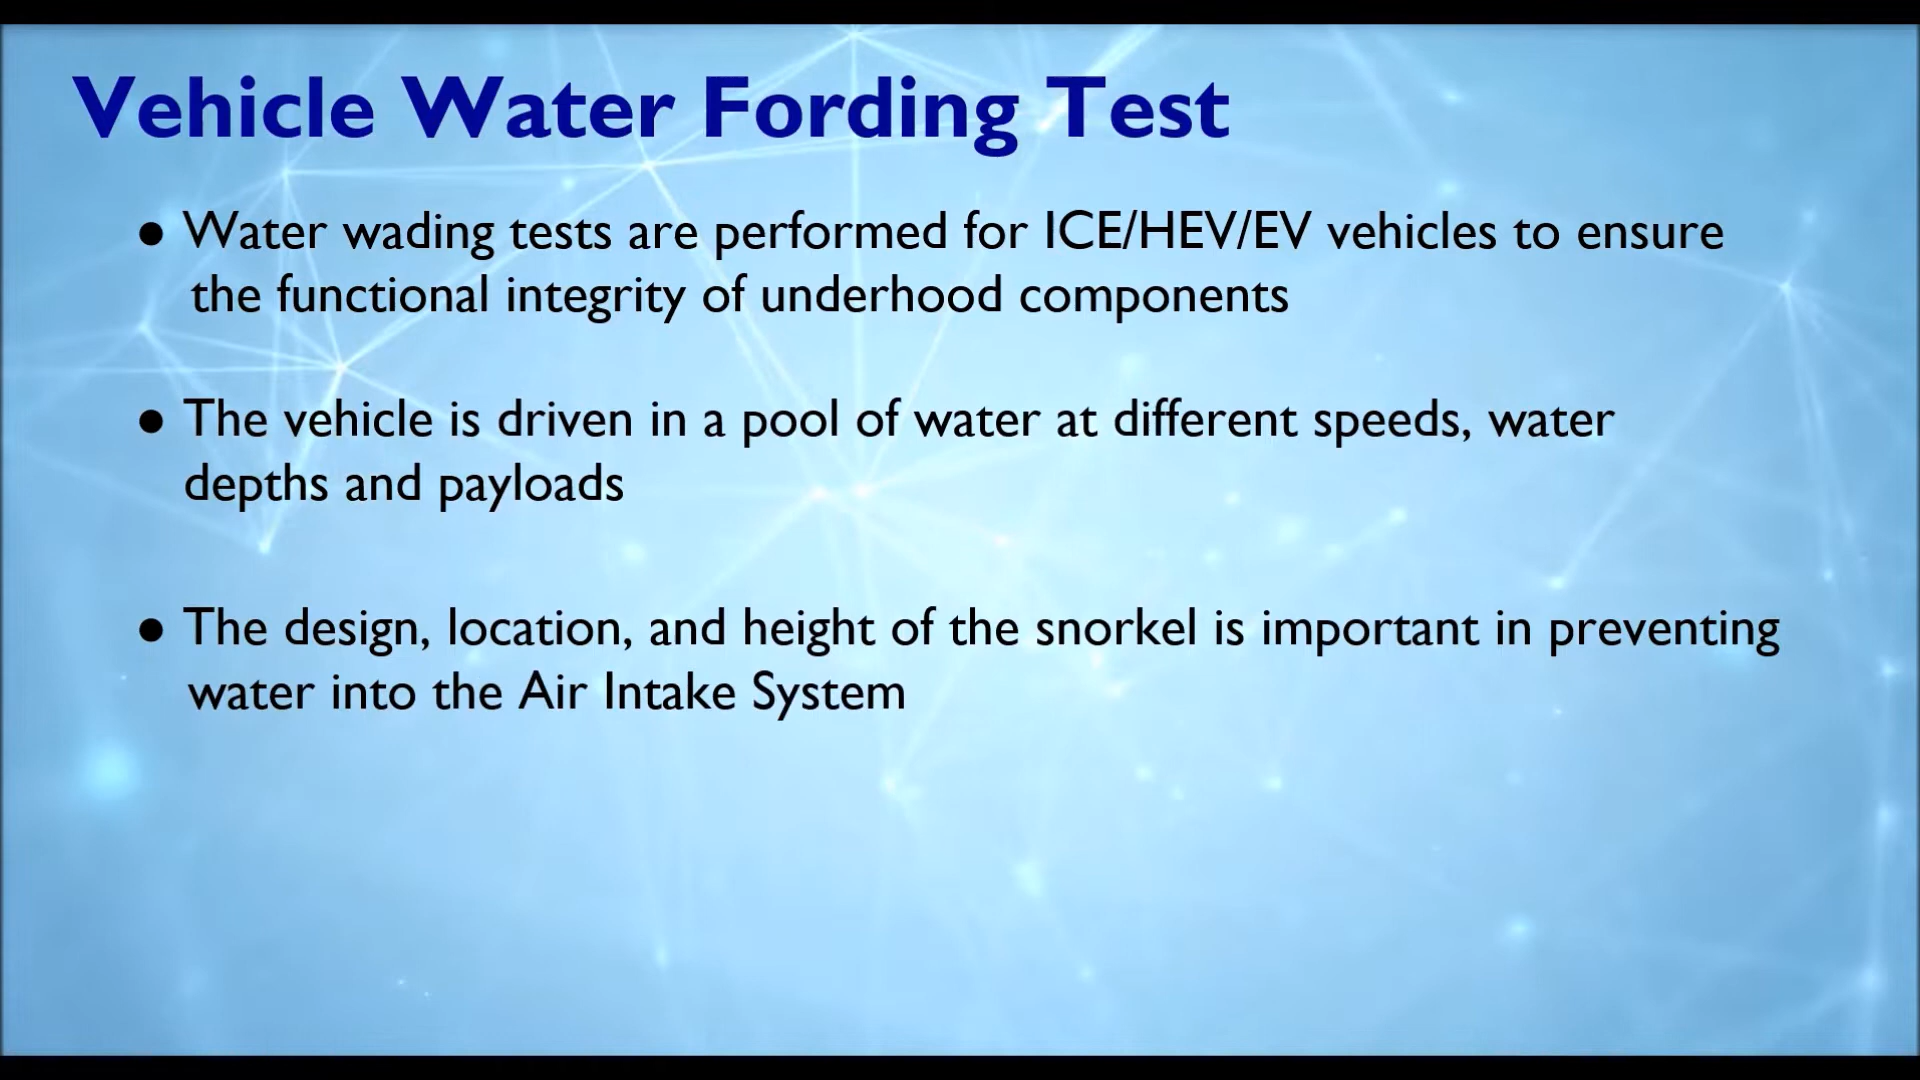 Vehicle Water Fording Test
● Water wading tests are performed for ICE/HEV/EV vehicles to ensure
the functional integrity of underhood components
● The vehicle is driven in a pool of water at different speeds, water
depths and payloads
● The design, location, and height of the snorkel is important in preventing
water into the Air Intake System